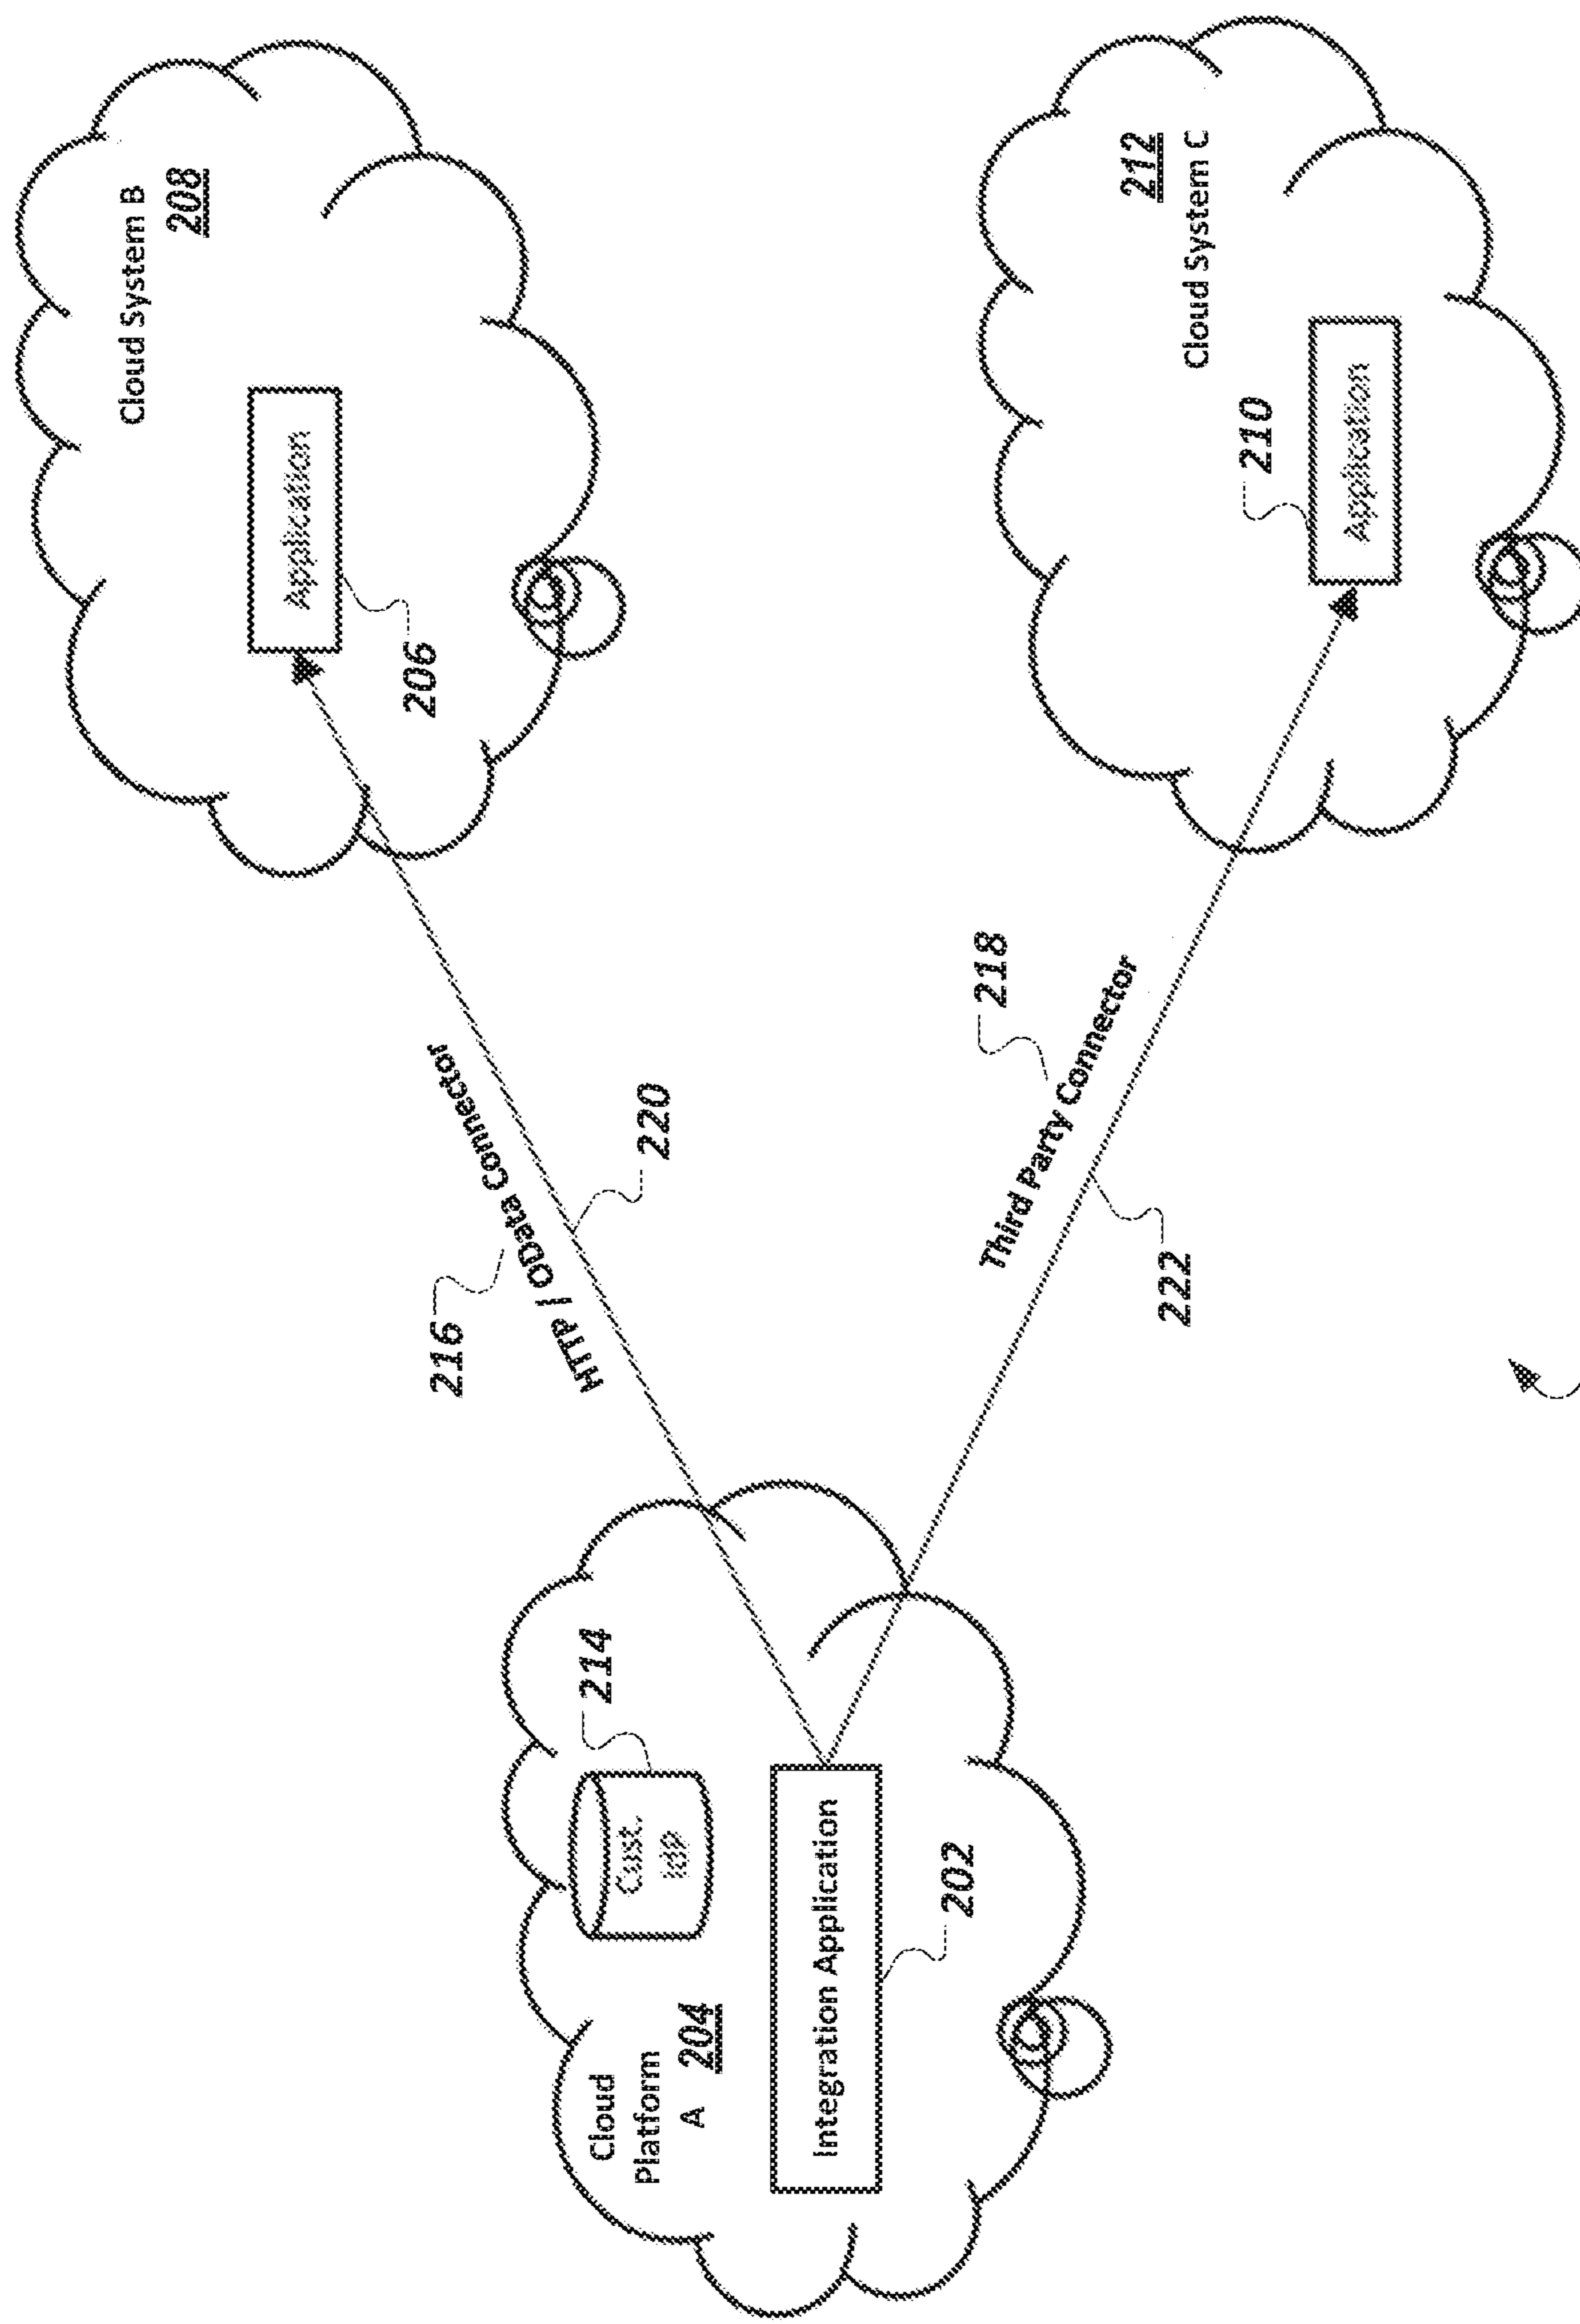 Cloud System B
208
Application
206
216
HTTP / OData Connector
220
Cloud
Platform
A 204
Cust.
Idp
214
Integration Application
202
218
Third Party Connector
222
212
Cloud System C
210
Application